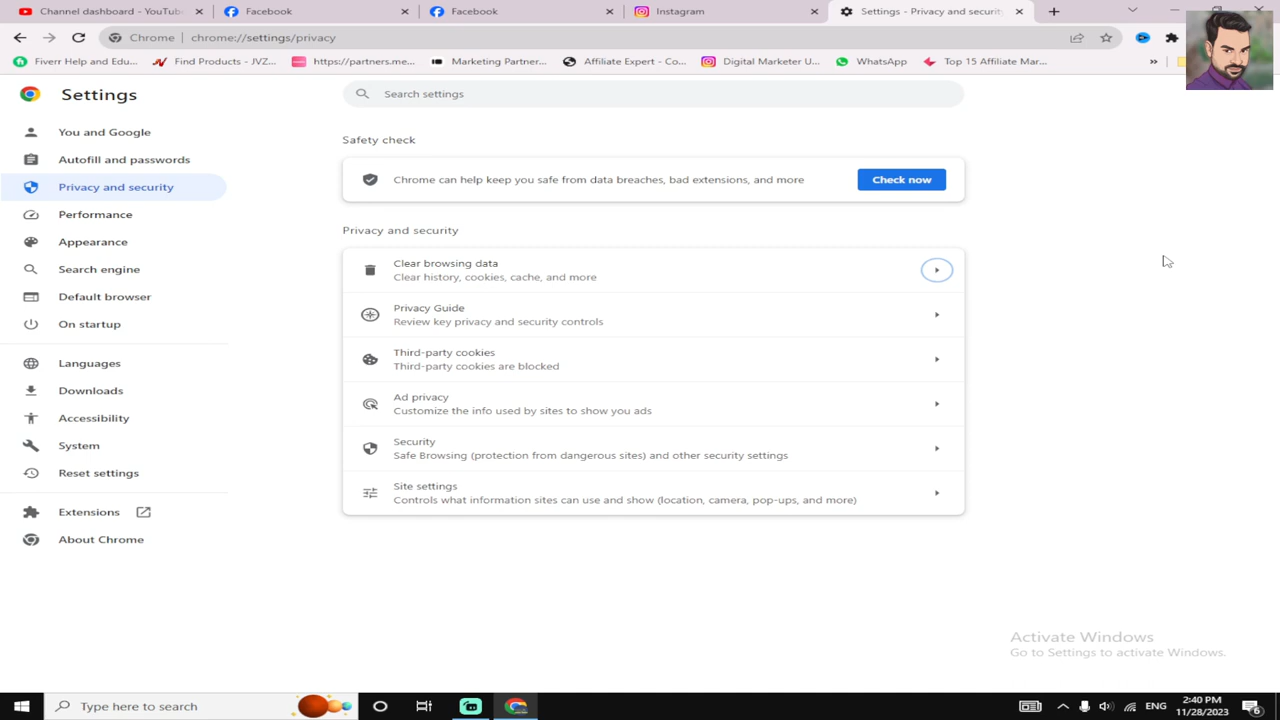 Channel dashboard - YouTube
Facebook
Facebook
Instagram
Settings - Privacy and security
Chrome
chrome://settings/privacy
Fiverr Help and Edu...
Find Products - JVZ...
https://partners.me...
Marketing Partner...
Affiliate Expert - Co...
Digital Marketer U...
WhatsApp
Top 15 Affiliate Mar...
Settings
Search settings
You and Google
Autofill and passwords
Privacy and security
Performance
Appearance
Search engine
Default browser
On startup
Languages
Downloads
Accessibility
System
Reset settings
Extensions
About Chrome
Safety check
Chrome can help keep you safe from data breaches, bad extensions, and more
Check now
Privacy and security
Clear browsing data
Clear history, cookies, cache, and more
Privacy Guide
Review key privacy and security controls
Third-party cookies
Third-party cookies are blocked
Ad privacy
Customize the info used by sites to show you ads
Security
Safe Browsing (protection from dangerous sites) and other security settings
Site settings
Controls what information sites can use and show (location, camera, pop-ups, and more)
Activate Windows
Go to Settings to activate Windows.
Type here to search
ENG
2:40 PM
11/28/2023
6